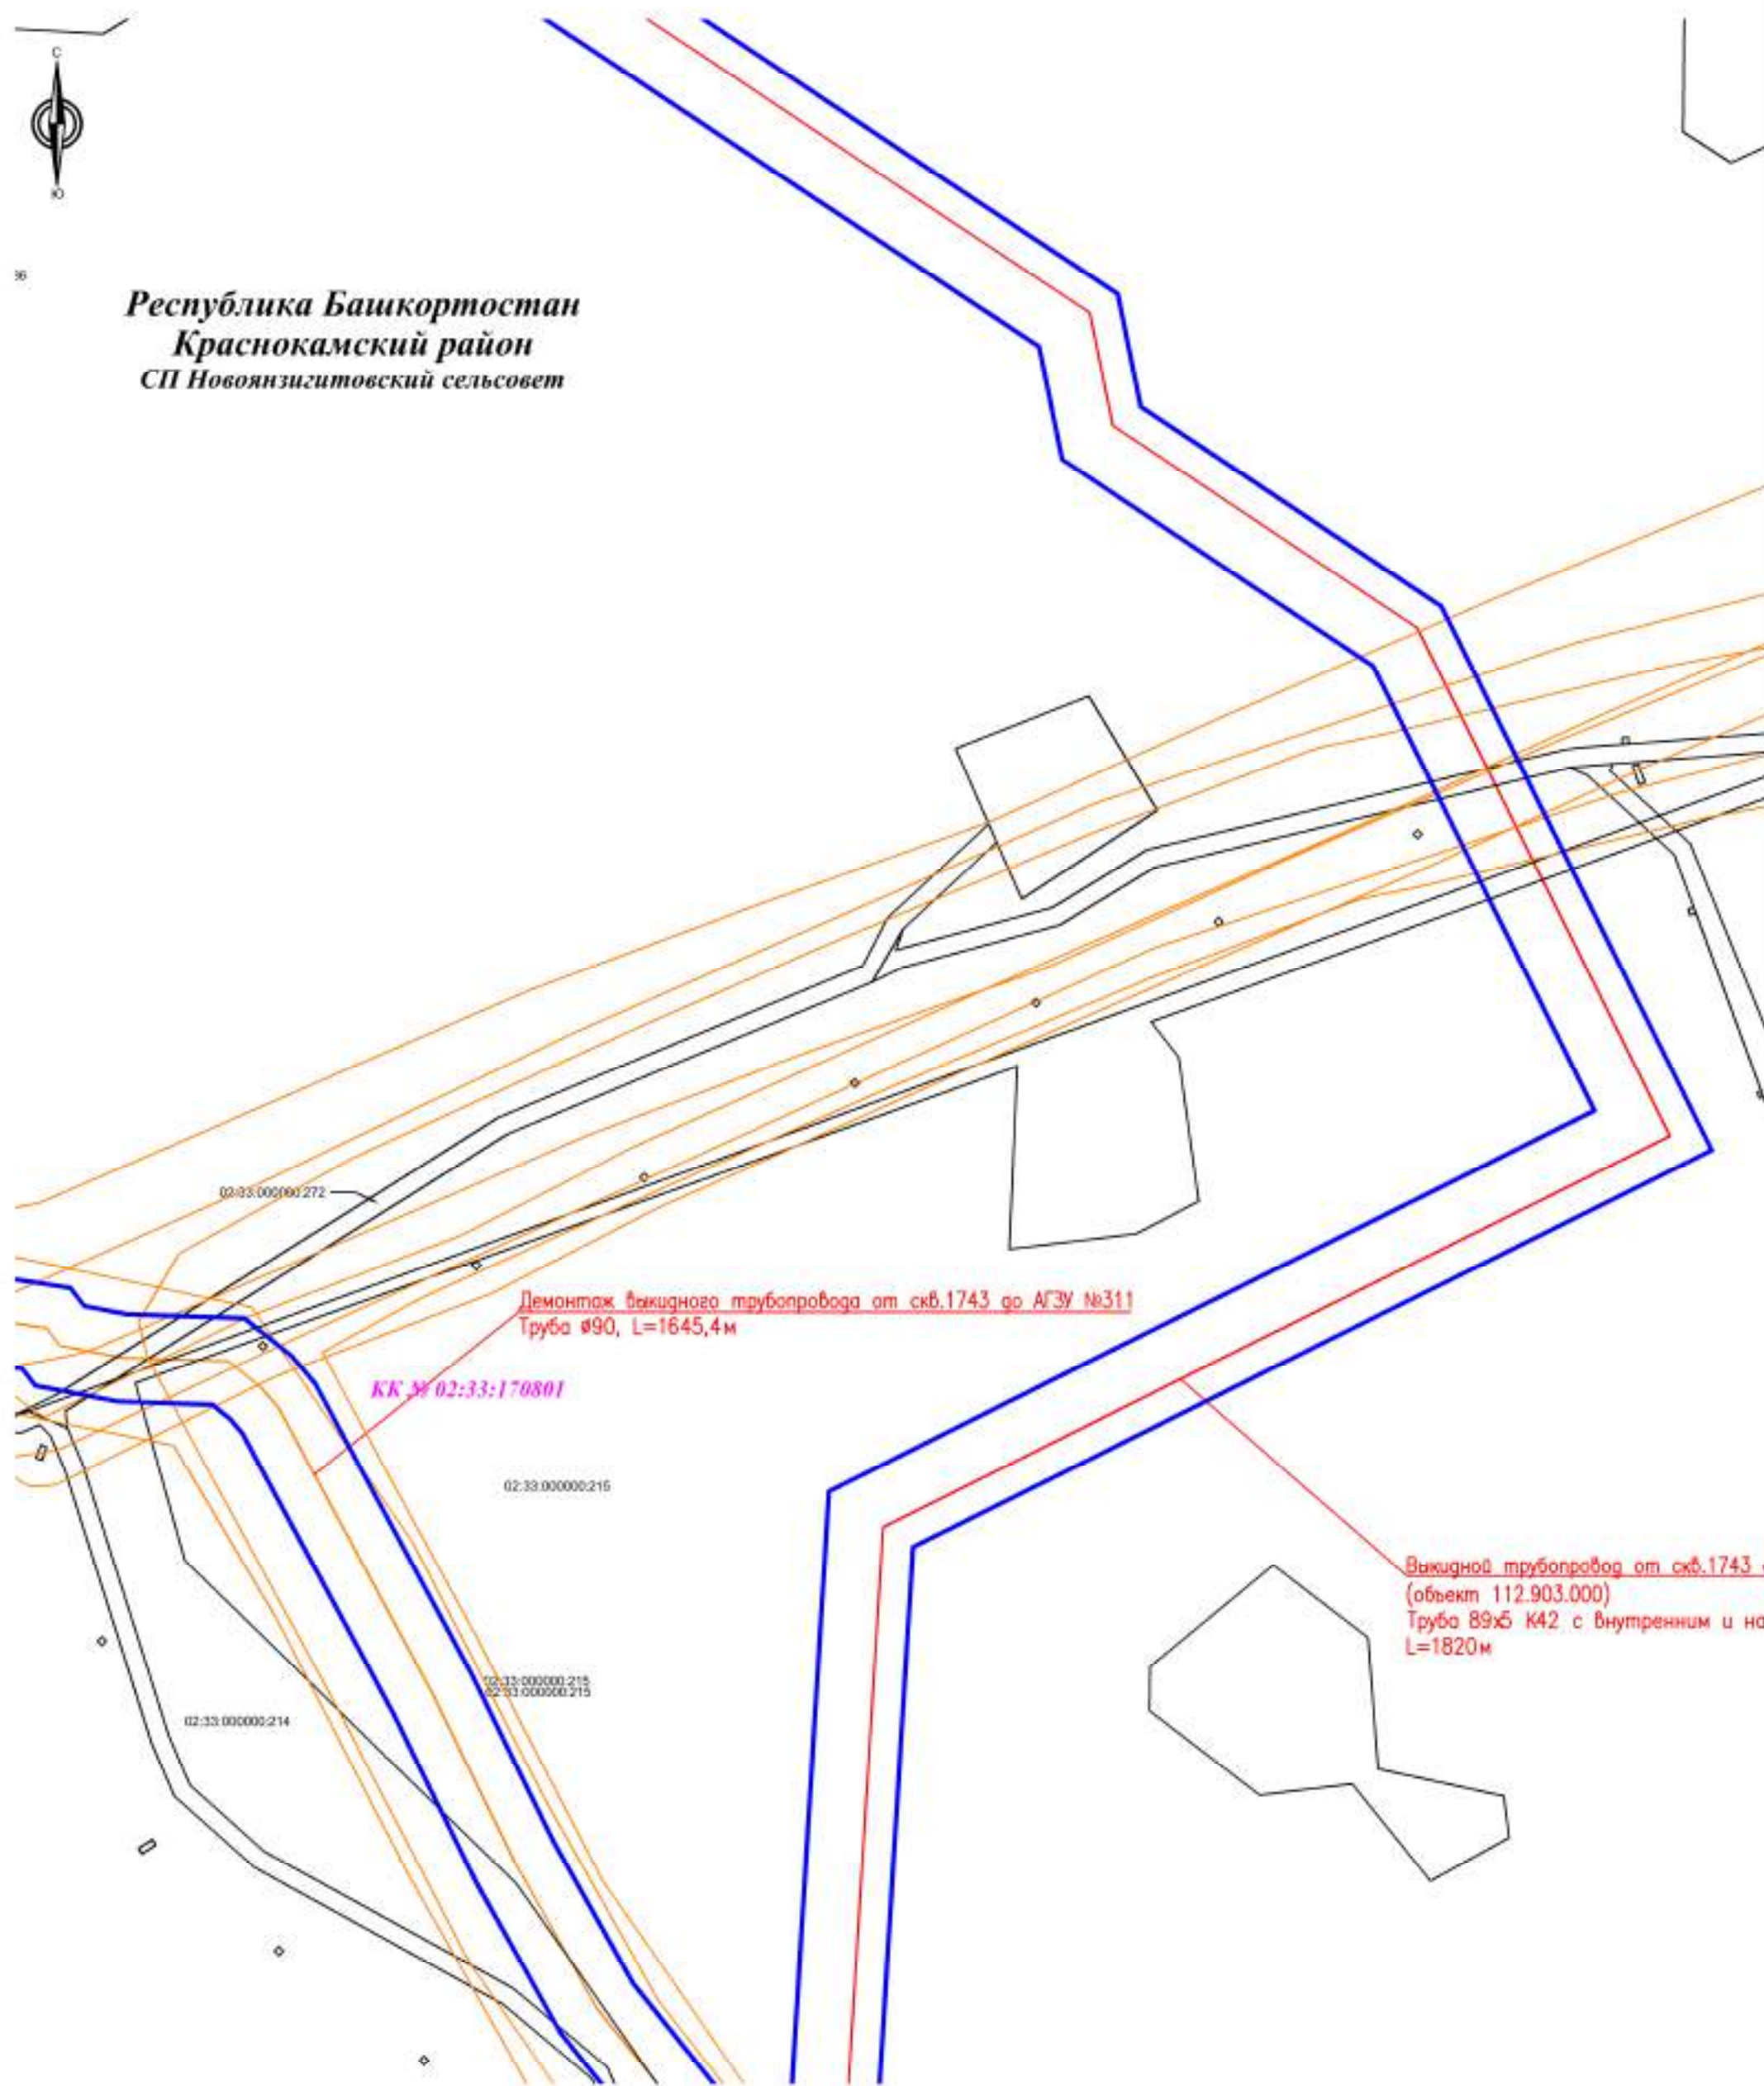 С
Ю
36
Республика Башкортостан
Краснокамский район
СП Новоянзигитовский сельсовет
02:33:000000:272
Демонтаж выкидного трубопровода от скв.1743 до АГЗУ №311
Труба ø90, L=1645,4м
КК № 02:33:170801
02:33:000000:215
Выкидной трубопровод от скв.1743
(объект 112.903.000)
Труба 89х5 К42 с внутренним и на
L=1820м
02:33:000000:215
02:33:000000:215
02:33:000000:214